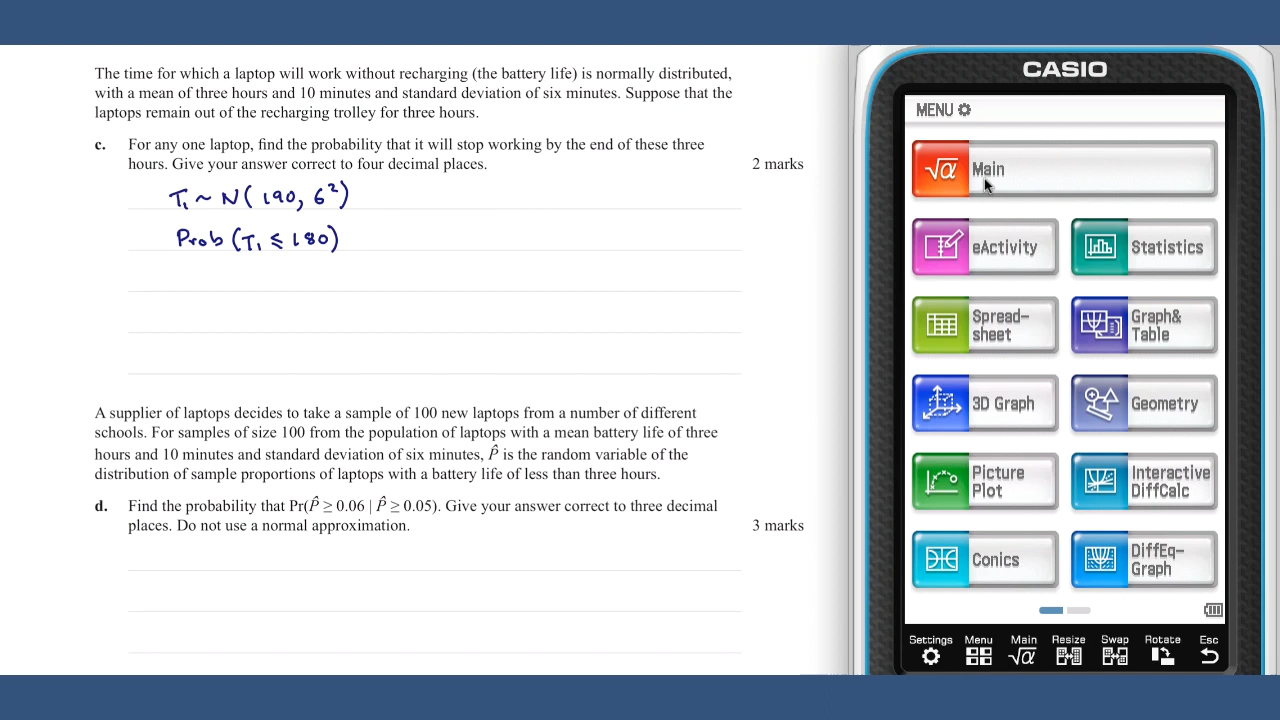 The time for which a laptop will work without recharging (the battery life) is normally distributed,
with a mean of three hours and 10 minutes and standard deviation of six minutes. Suppose that the
laptops remain out of the recharging trolley for three hours.
c. For any one laptop, find the probability that it will stop working by the end of these three
hours. Give your answer correct to four decimal places. 2 marks
T₁ ~ N(190, 6²)
Prob (T₁ ≤ 180)
A supplier of laptops decides to take a sample of 100 new laptops from a number of different
schools. For samples of size 100 from the population of laptops with a mean battery life of three
hours and 10 minutes and standard deviation of six minutes, P̂ is the random variable of the
distribution of sample proportions of laptops with a battery life of less than three hours.
d. Find the probability that Pr(P̂ ≥ 0.06 | P̂ ≥ 0.05). Give your answer correct to three decimal
places. Do not use a normal approximation. 3 marks
CASIO
MENU
√α Main
eActivity
Statistics
Spread-
sheet
Graph&
Table
3D Graph
Geometry
Picture
Plot
Interactive
DiffCalc
Conics
DiffEq-
Graph
Settings Menu Main Resize Swap Rotate Esc
√α